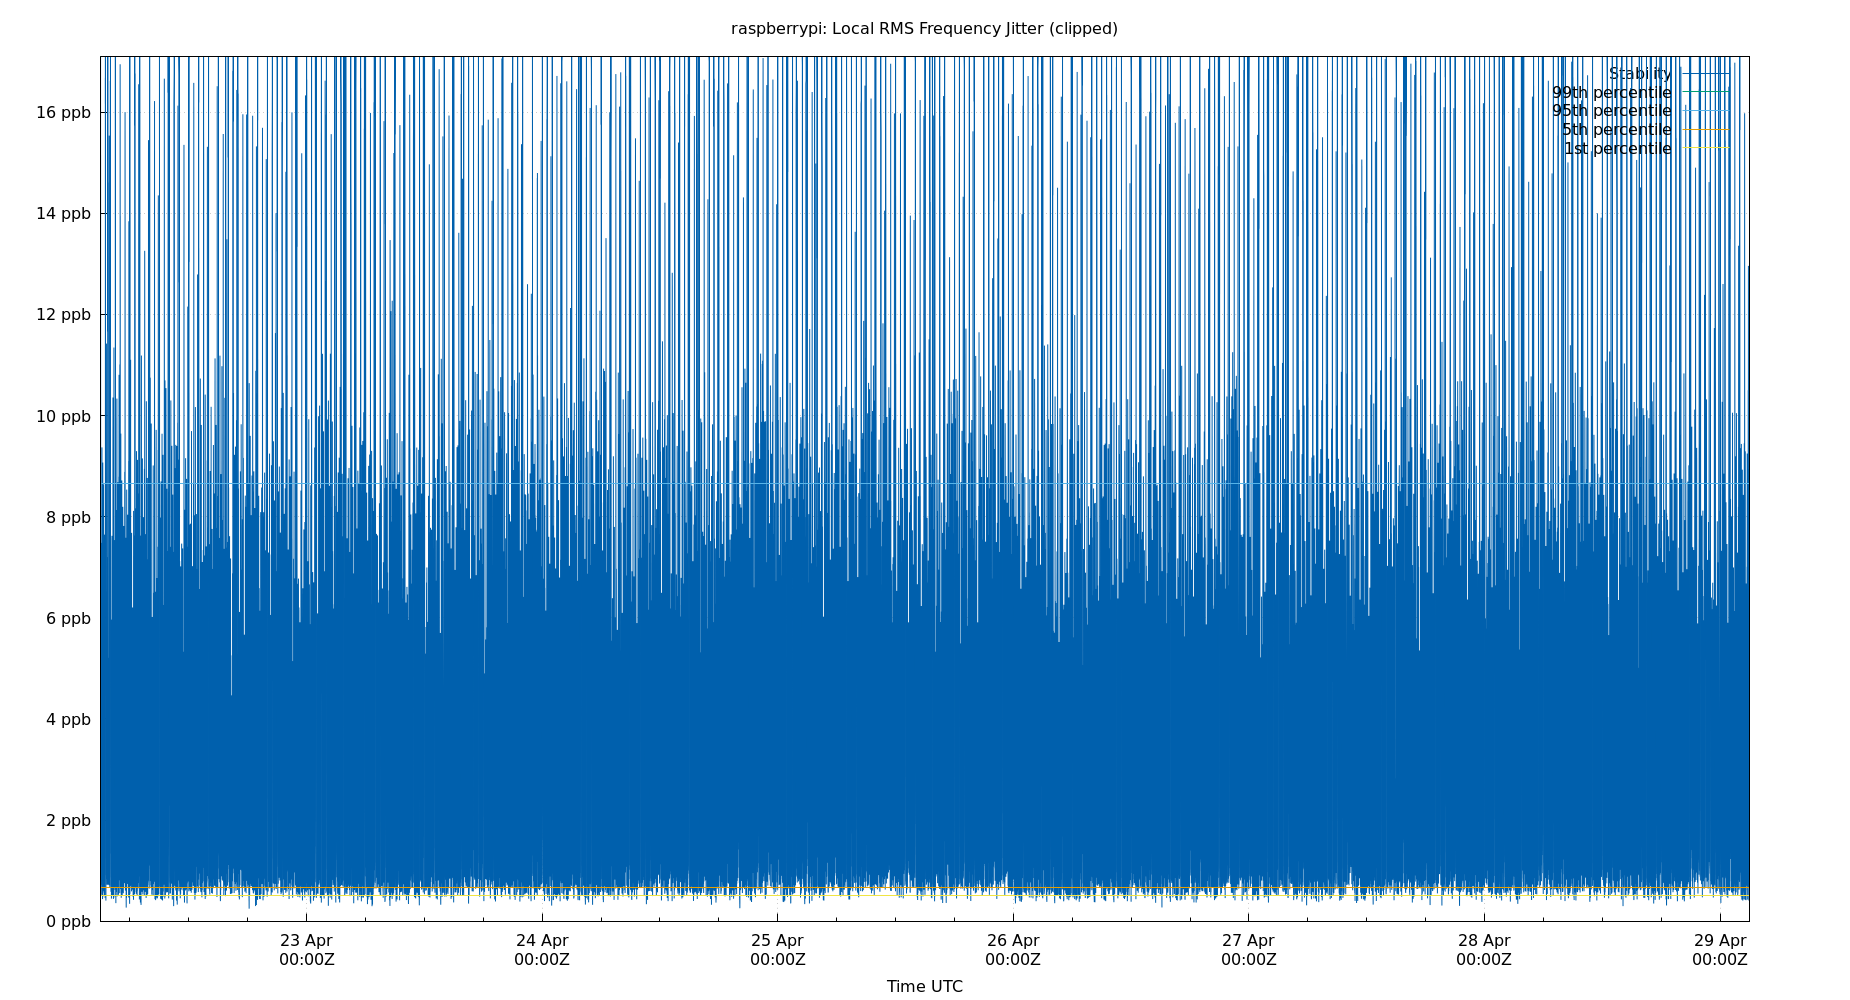 raspberrypi: Local RMS Frequency Jitter (clipped)
Stability
99th percentile
95th percentile
5th percentile
1st percentile
16 ppb
14 ppb
12 ppb
10 ppb
8 ppb
6 ppb
4 ppb
2 ppb
0 ppb
23 Apr
00:00Z
24 Apr
00:00Z
25 Apr
00:00Z
26 Apr
00:00Z
27 Apr
00:00Z
28 Apr
00:00Z
29 Apr
00:00Z
Time UTC